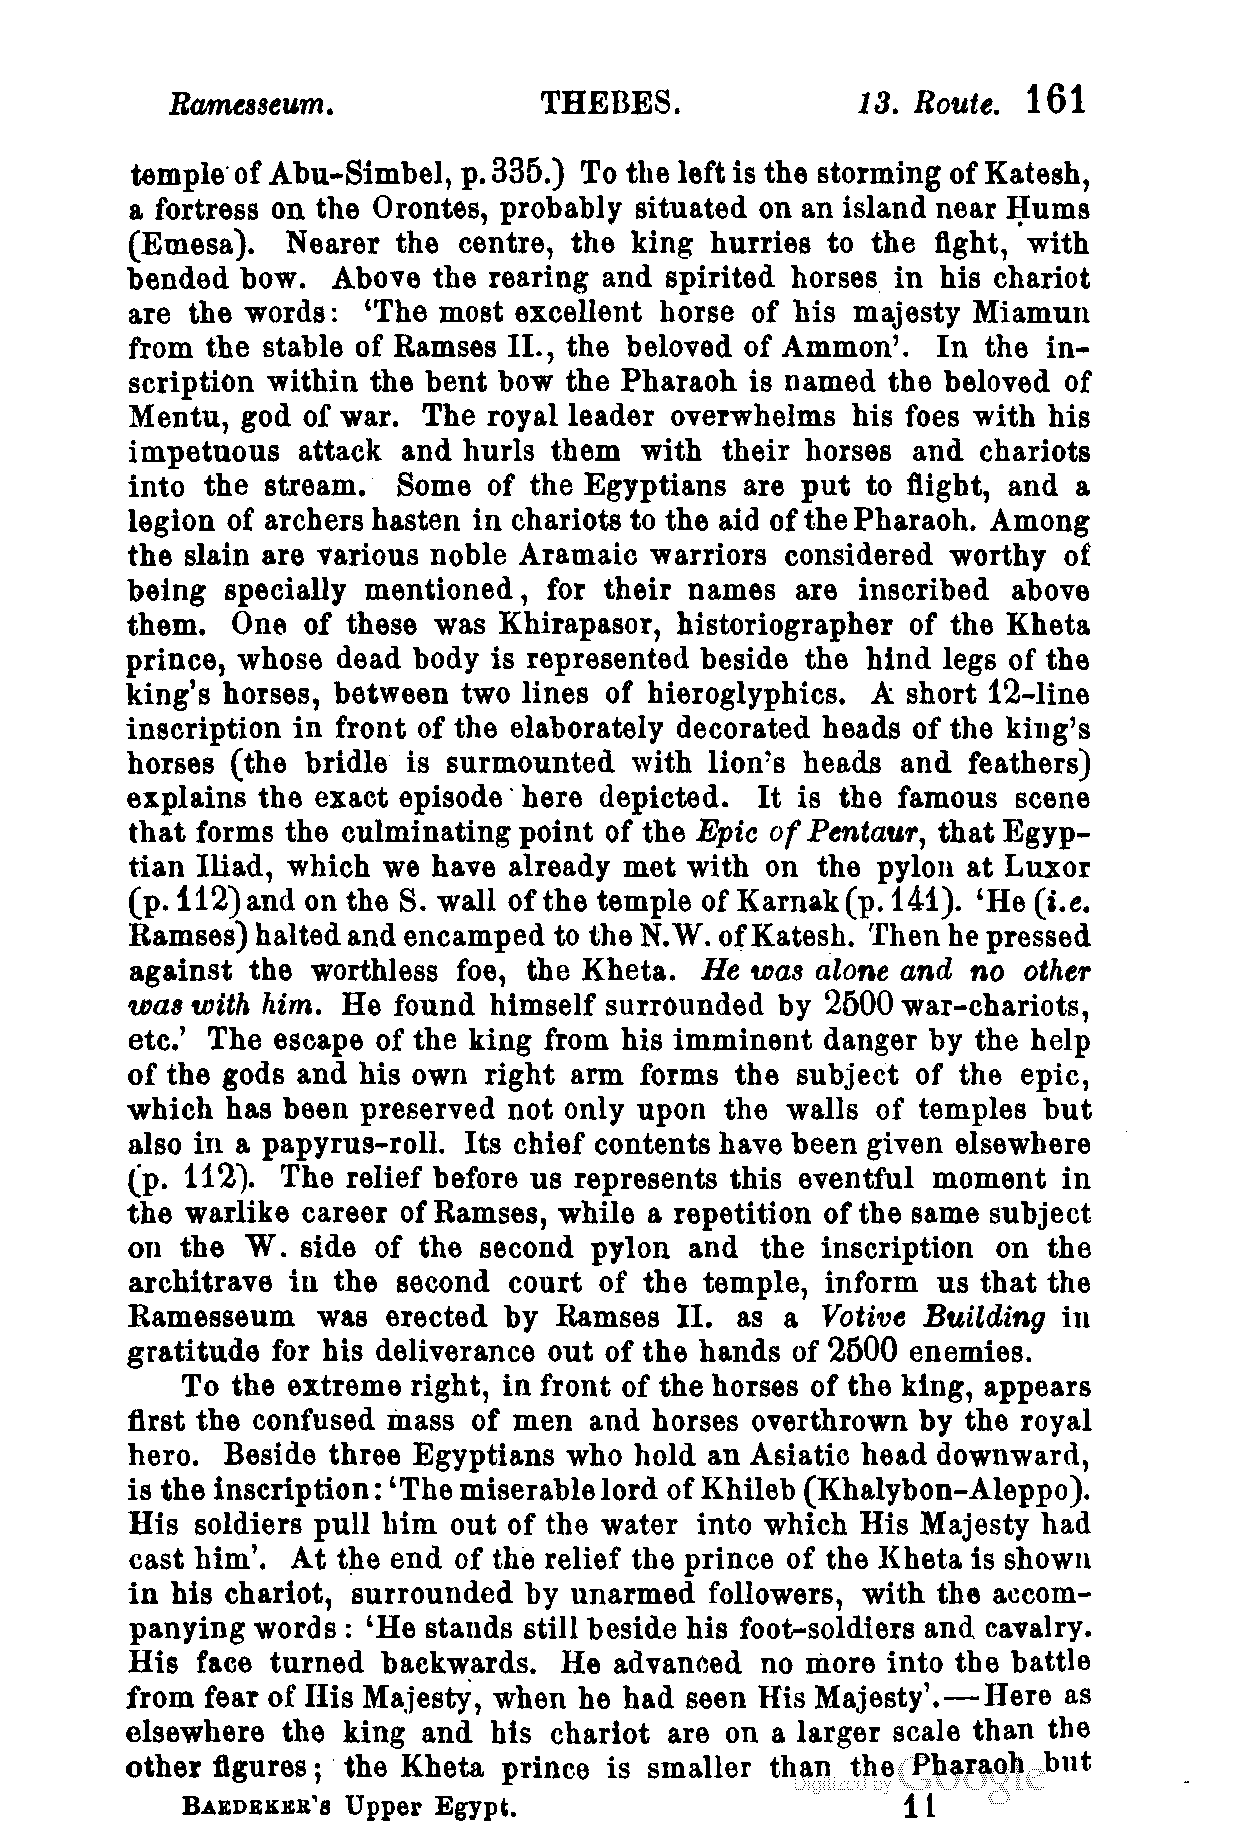 Ramesseum. THEBES. 13. Route. 161
temple of Abu-Simbel, p. 335.) To the left is the storming of Katesh,
a fortress on the Orontes, probably situated on an island near Ḥums
(Emesa). Nearer the centre, the king hurries to the fight, with
bended bow. Above the rearing and spirited horses in his chariot
are the words: ‘The most excellent horse of his majesty Miamun
from the stable of Ramses II., the beloved of Ammon’. In the in-
scription within the bent bow the Pharaoh is named the beloved of
Mentu, god of war. The royal leader overwhelms his foes with his
impetuous attack and hurls them with their horses and chariots
into the stream. Some of the Egyptians are put to flight, and a
legion of archers hasten in chariots to the aid of the Pharaoh. Among
the slain are various noble Aramaic warriors considered worthy of
being specially mentioned, for their names are inscribed above
them. One of these was Khirapasor, historiographer of the Kheta
prince, whose dead body is represented beside the hind legs of the
king's horses, between two lines of hieroglyphics. A short 12-line
inscription in front of the elaborately decorated heads of the king's
horses (the bridle is surmounted with lion's heads and feathers)
explains the exact episode here depicted. It is the famous scene
that forms the culminating point of the Epic of Pentaur, that Egyp-
tian Iliad, which we have already met with on the pylon at Luxor
(p. 112) and on the S. wall of the temple of Karnak (p. 141). ‘He (i.e.
Ramses) halted and encamped to the N.W. of Katesh. Then he pressed
against the worthless foe, the Kheta. He was alone and no other
was with him. He found himself surrounded by 2500 war-chariots,
etc.’ The escape of the king from his imminent danger by the help
of the gods and his own right arm forms the subject of the epic,
which has been preserved not only upon the walls of temples but
also in a papyrus-roll. Its chief contents have been given elsewhere
(p. 112). The relief before us represents this eventful moment in
the warlike career of Ramses, while a repetition of the same subject
on the W. side of the second pylon and the inscription on the
architrave in the second court of the temple, inform us that the
Ramesseum was erected by Ramses II. as a Votive Building in
gratitude for his deliverance out of the hands of 2500 enemies.
To the extreme right, in front of the horses of the king, appears
first the confused mass of men and horses overthrown by the royal
hero. Beside three Egyptians who hold an Asiatic head downward,
is the inscription: ‘The miserable lord of Khileb (Khalybon-Aleppo).
His soldiers pull him out of the water into which His Majesty had
cast him’. At the end of the relief the prince of the Kheta is shown
in his chariot, surrounded by unarmed followers, with the accom-
panying words: ‘He stands still beside his foot-soldiers and cavalry.
His face turned backwards. He advanced no more into the battle
from fear of His Majesty, when he had seen His Majesty’.—Here as
elsewhere the king and his chariot are on a larger scale than the
other figures; the Kheta prince is smaller than the Pharaoh but
Digitized by Google
BAEDEKER's Upper Egypt. 11